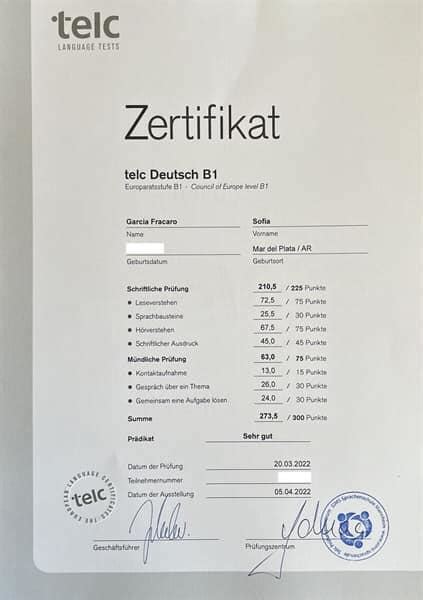 telc
LANGUAGE TESTS
Zertifikat
telc Deutsch B1
Europaratsstufe B1 - Council of Europe level B1
Garcia Fracaro Sofia
Name Vorname
Mar del Plata / AR
Geburtsdatum Geburtsort
Schriftliche Prüfung 210,5 / 225 Punkte
Leseverstehen 72,5 / 75 Punkte
Sprachbausteine 25,5 / 30 Punkte
Hörverstehen 67,5 / 75 Punkte
Schriftlicher Ausdruck 45,0 / 45 Punkte
Mündliche Prüfung 63,0 / 75 Punkte
Kontaktaufnahme 13,0 / 15 Punkte
Gespräch über ein Thema 26,0 / 30 Punkte
Gemeinsam eine Aufgabe lösen 24,0 / 30 Punkte
Summe 273,5 / 300 Punkte
Prädikat Sehr gut
Datum der Prüfung 20.03.2022
Teilnehmernummer
Datum der Ausstellung 05.04.2022
THE EUROPEAN LANGUAGE CERTIFICATES
telc
Geschäftsführer Prüfungszentrum